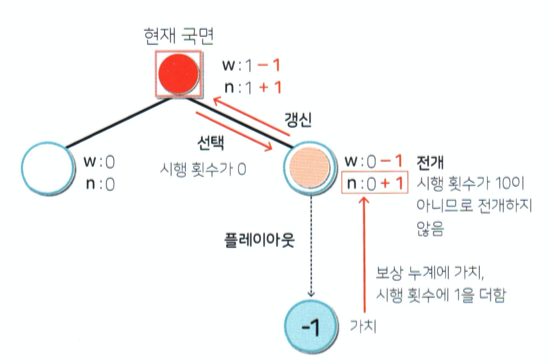 현재 국면
w:1-1
n:1+1
갱신
선택
시행 횟수가 0
w:0
n:0
w:0-1
n:0+1
전개
시행 횟수가 10이
아니므로 전개하지
않음
플레이아웃
보상 누계에 가치,
시행 횟수에 1을 더함
-1
가치